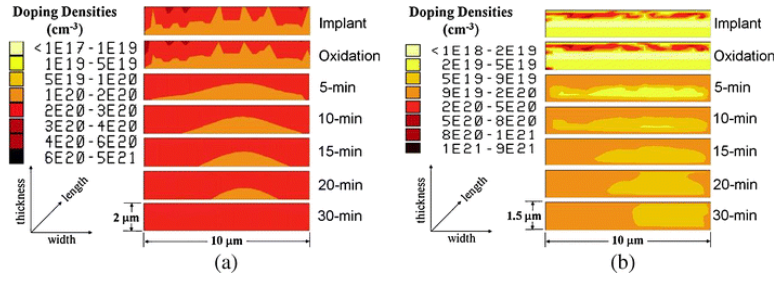 Doping Densities
(cm⁻³)
<1E17-1E19
1E19-5E19
5E19-1E20
1E20-2E20
2E20-3E20
3E20-4E20
4E20-6E20
6E20-5E21
thickness
length
width
Implant
Oxidation
5-min
10-min
15-min
20-min
30-min
2 μm
10 μm
(a)
Doping Densities
(cm⁻³)
<1E18-2E19
2E19-5E19
5E19-9E19
9E19-2E20
2E20-5E20
5E20-8E20
8E20-1E21
1E21-9E21
thickness
length
width
Implant
Oxidation
5-min
10-min
15-min
20-min
30-min
1.5 μm
10 μm
(b)